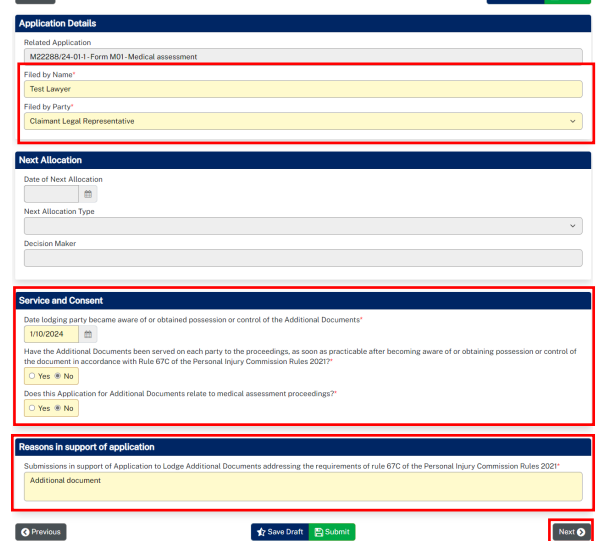 Application Details
Related Application
M22288/24-01-1 - Form M01 - Medical assessment
Filed by Name*
Test Lawyer
Filed by Party*
Claimant Legal Representative
Next Allocation
Date of Next Allocation
Next Allocation Type
Decision Maker
Service and Consent
Date lodging party became aware of or obtained possession or control of the Additional Documents*
1/10/2024
Have the Additional Documents been served on each party to the proceedings, as soon as practicable after becoming aware of or obtaining possession or control of
the document in accordance with Rule 67C of the Personal Injury Commission Rules 2021?*
Yes No
Does this Application for Additional Documents relate to medical assessment proceedings?*
Yes No
Reasons in support of application
Submissions in support of Application to Lodge Additional Documents addressing the requirements of rule 67C of the Personal Injury Commission Rules 2021*
Additional document
Previous Save Draft Submit Next